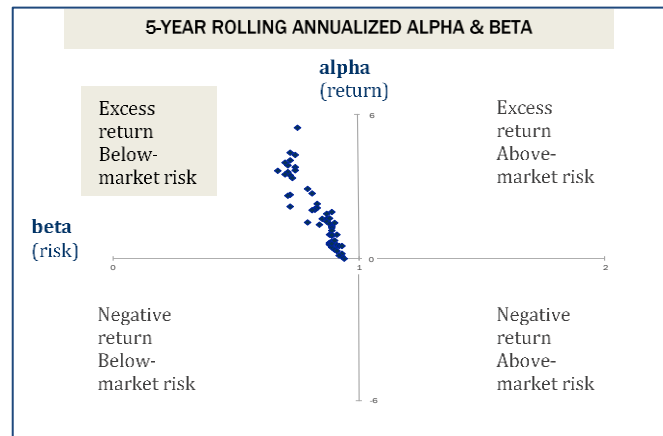 5-YEAR ROLLING ANNUALIZED ALPHA & BETA
alpha
(return)
6
Excess
return
Below-
market risk
Excess
return
Above-
market risk
beta
(risk)
0
1
0
2
Negative
return
Below-
market risk
Negative
return
Above-
market risk
-6